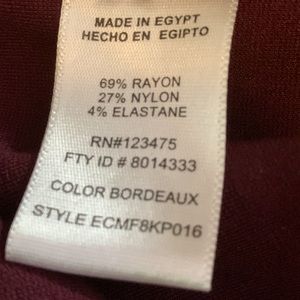 MADE IN EGYPT
HECHO EN EGIPTO
69% RAYON
27% NYLON
4% ELASTANE
RN#123475
FTY ID # 8014333
COLOR BORDEAUX
STYLE ECMF8KP016